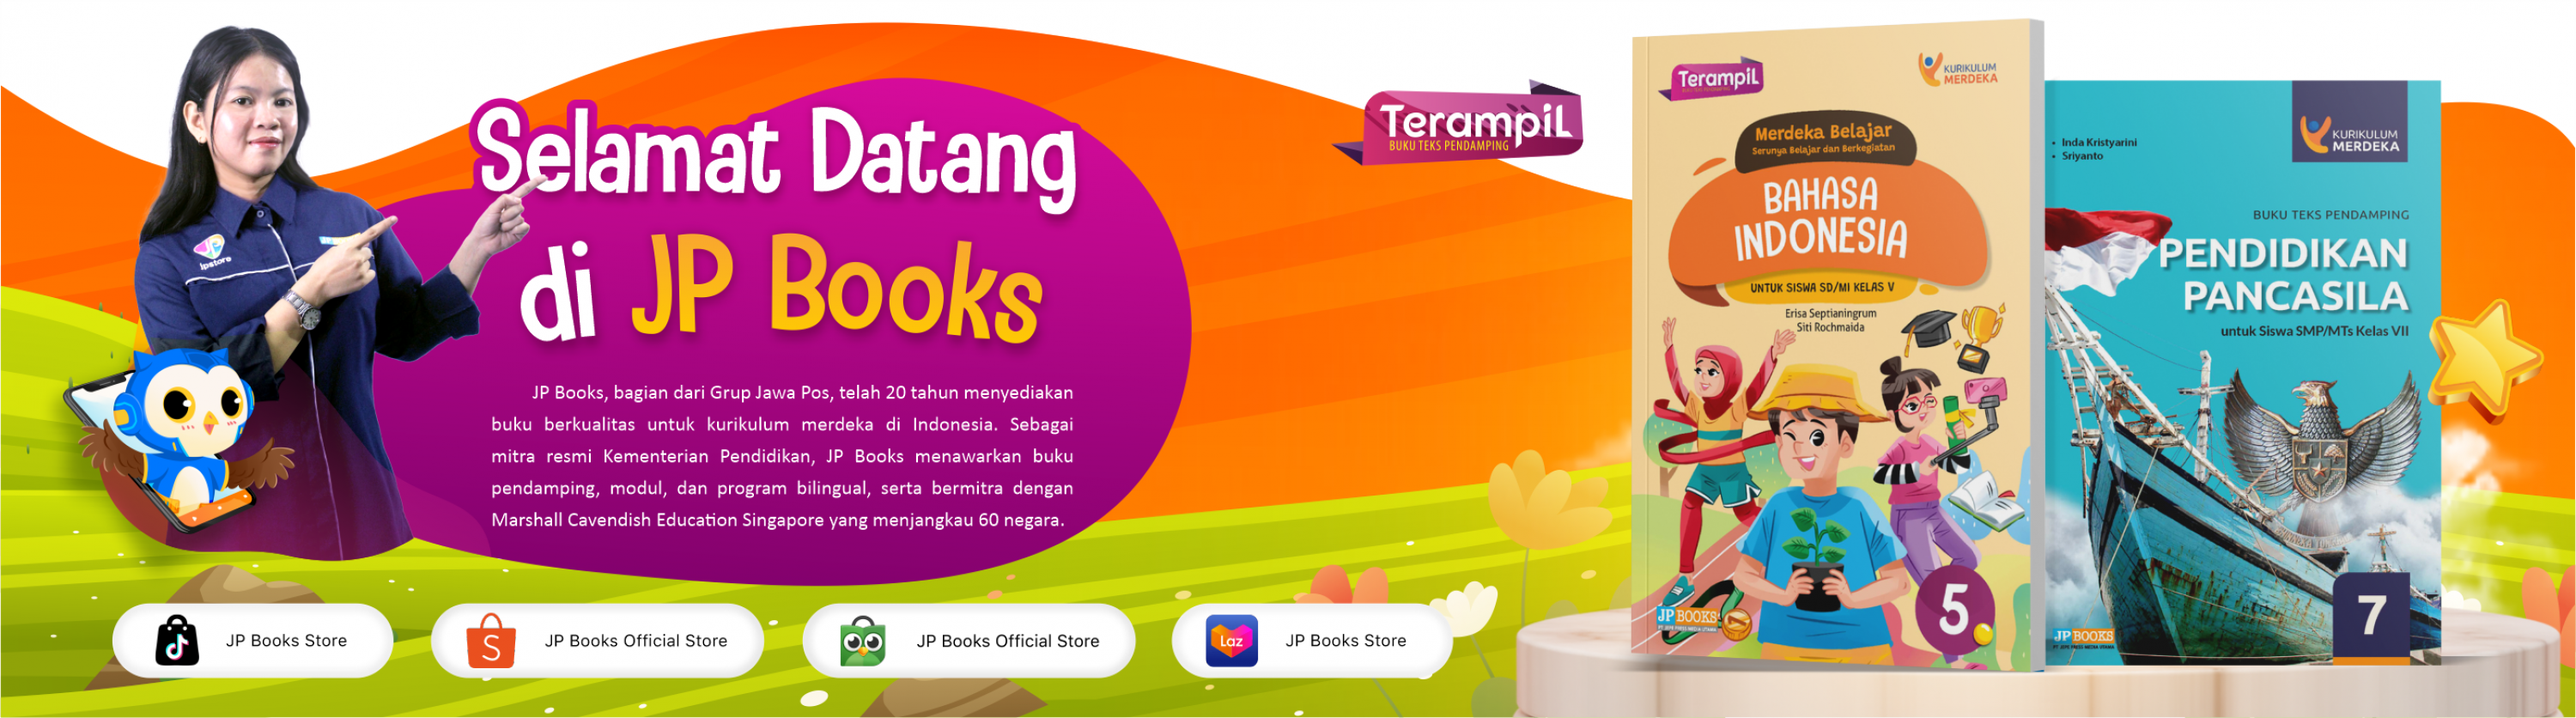 Selamat Datang
di JP Books
JP Books, bagian dari Grup Jawa Pos, telah 20 tahun menyediakan
buku berkualitas untuk kurikulum merdeka di Indonesia. Sebagai
mitra resmi Kementerian Pendidikan, JP Books menawarkan buku
pendamping, modul, dan program bilingual, serta bermitra dengan
Marshall Cavendish Education Singapore yang menjangkau 60 negara.
jpstore
JP Books Store
JP Books Official Store
JP Books Official Store
Laz
JP Books Store
Terampil
BUKU TEKS PENDAMPING
Terampil
KURIKULUM
MERDEKA
Merdeka Belajar
Serunya Belajar dan Berkegiatan
BAHASA
INDONESIA
UNTUK SISWA SD/MI KELAS V
Erisa Septianingrum
Siti Rochmaida
5
JP BOOKS
• Inda Kristyarini
• Sriyanto
KURIKULUM
MERDEKA
BUKU TEKS PENDAMPING
PENDIDIKAN
PANCASILA
untuk Siswa SMP/MTs Kelas VII
7
JP BOOKS